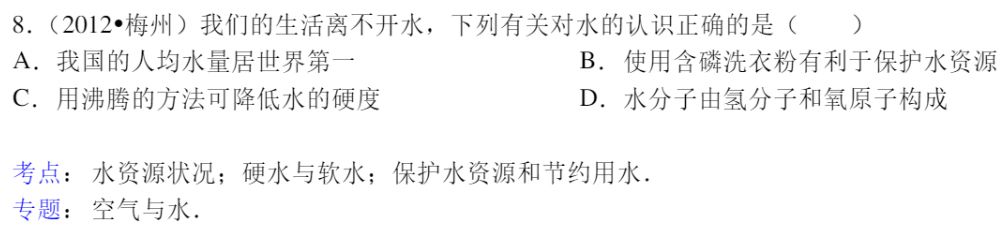 8.（2012•梅州）我们的生活离不开水，下列有关对水的认识正确的是（　　）
A．我国的人均水量居世界第一　　B．使用含磷洗衣粉有利于保护水资源
C．用沸腾的方法可降低水的硬度　　D．水分子由氢分子和氧原子构成
考点：水资源状况；硬水与软水；保护水资源和节约用水．
专题：空气与水．